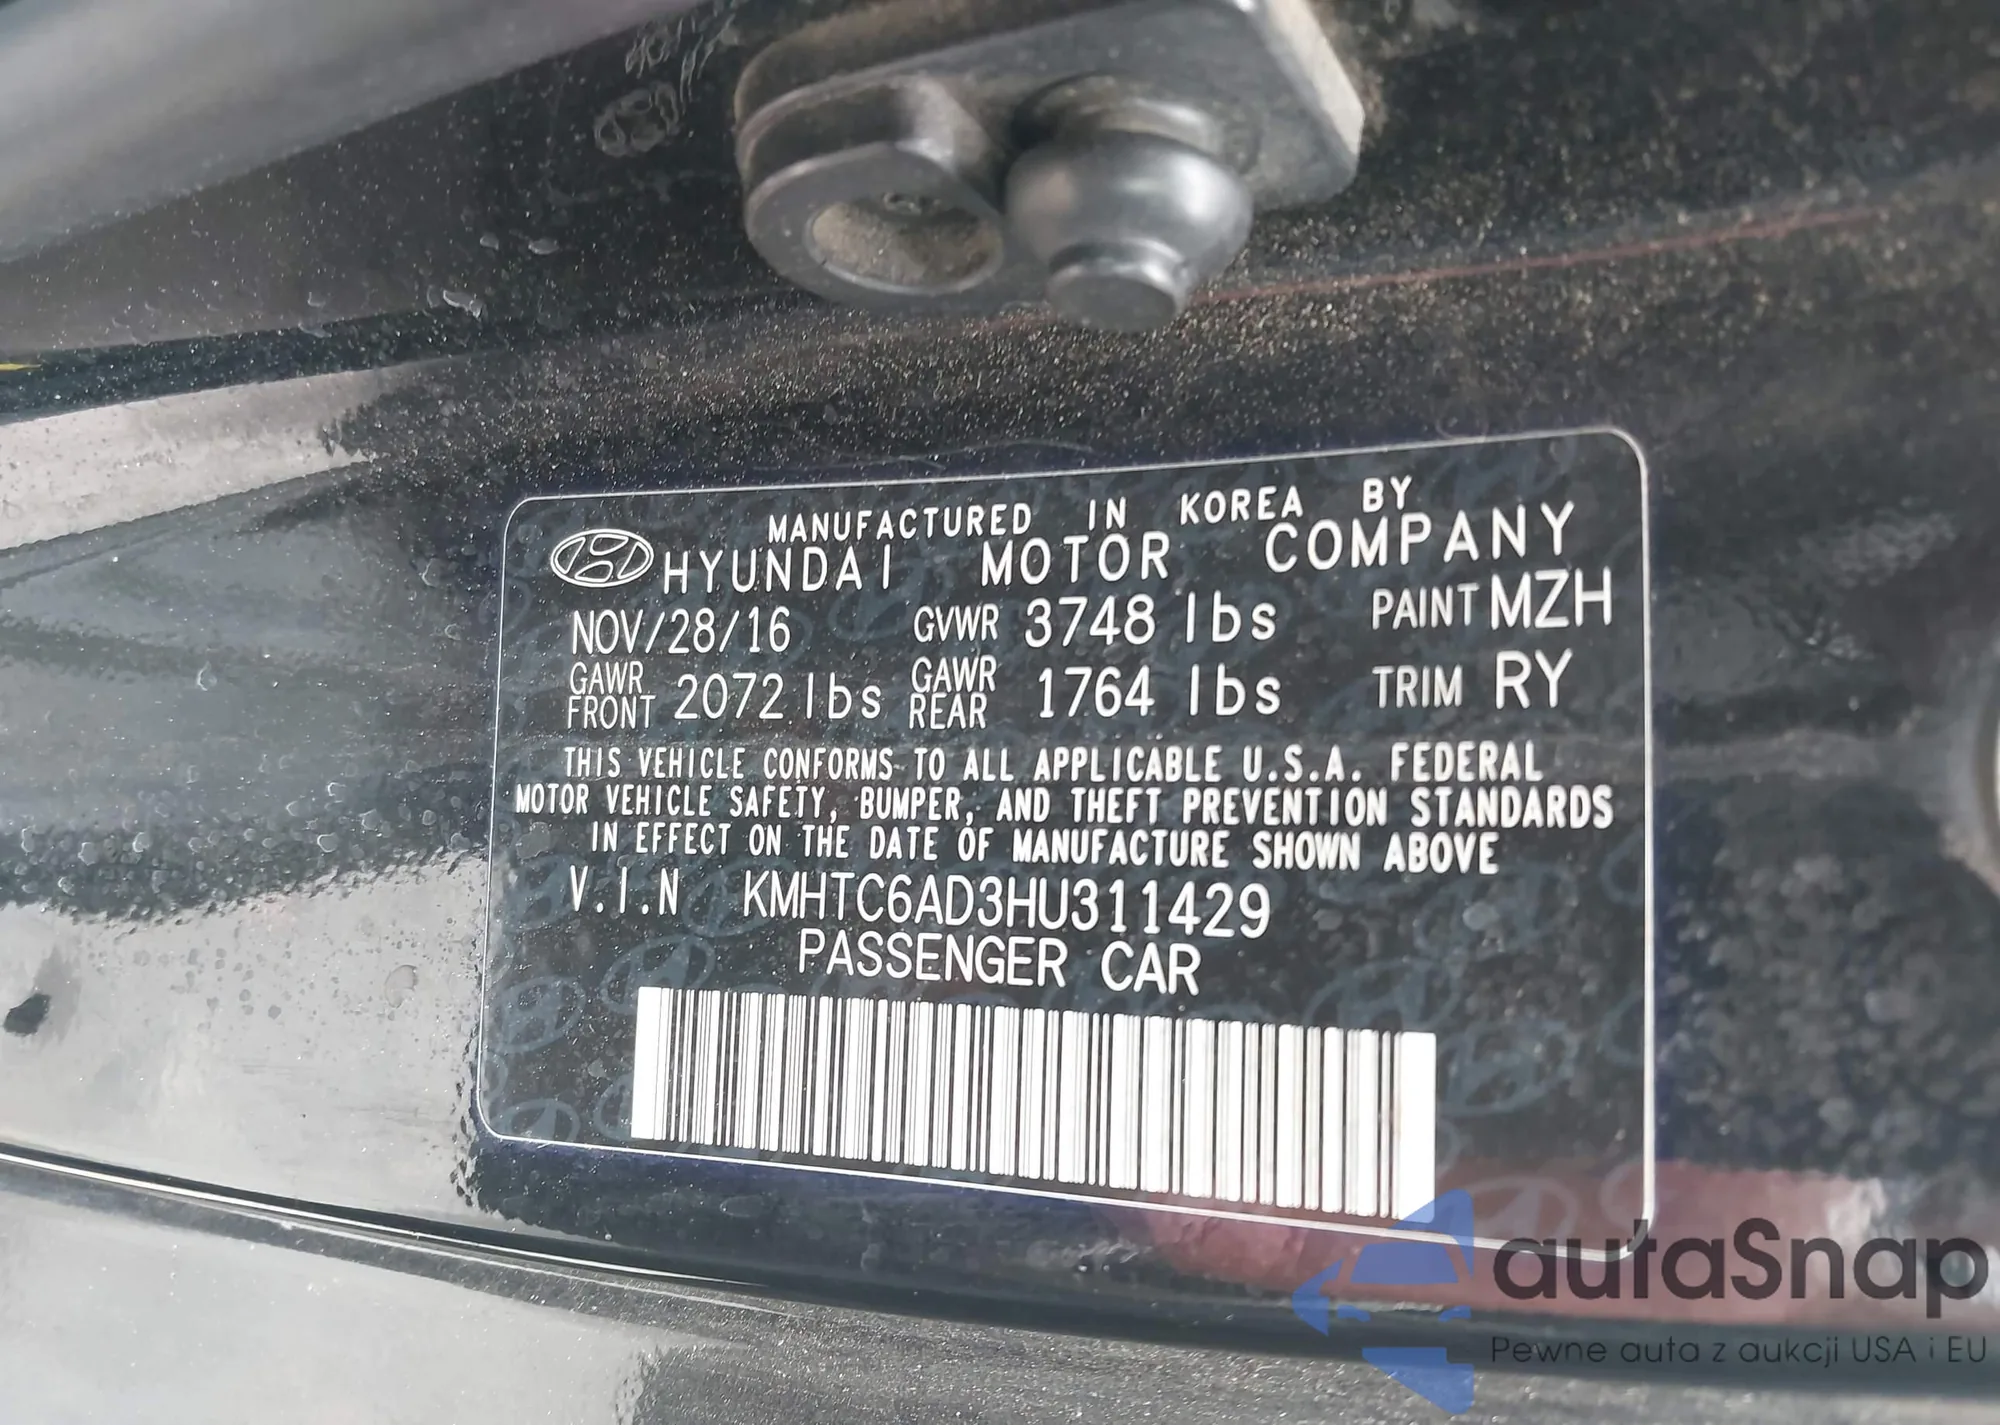 MANUFACTURED IN KOREA BY
HYUNDAI MOTOR COMPANY
NOV/28/16 GVWR 3748 lbs PAINT MZH
GAWR FRONT 2072 lbs GAWR REAR 1764 lbs TRIM RY
THIS VEHICLE CONFORMS TO ALL APPLICABLE U.S.A. FEDERAL
MOTOR VEHICLE SAFETY, BUMPER, AND THEFT PREVENTION STANDARDS
IN EFFECT ON THE DATE OF MANUFACTURE SHOWN ABOVE
V.I.N KMHTC6AD3HU311429
PASSENGER CAR
autaSnap
Pewne auta z aukcji USA i EU